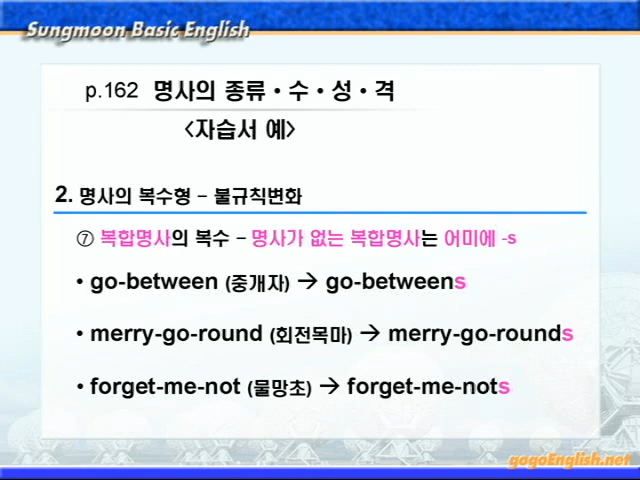 Sungmoon Basic English
p.162 명사의 종류 • 수 • 성 • 격
<자습서 예>
2. 명사의 복수형 – 불규칙변화
⑦ 복합명사의 복수 – 명사가 없는 복합명사는 어미에 -s
• go-between (중개자) → go-betweens
• merry-go-round (회전목마) → merry-go-rounds
• forget-me-not (물망초) → forget-me-nots
gogoEnglish.net